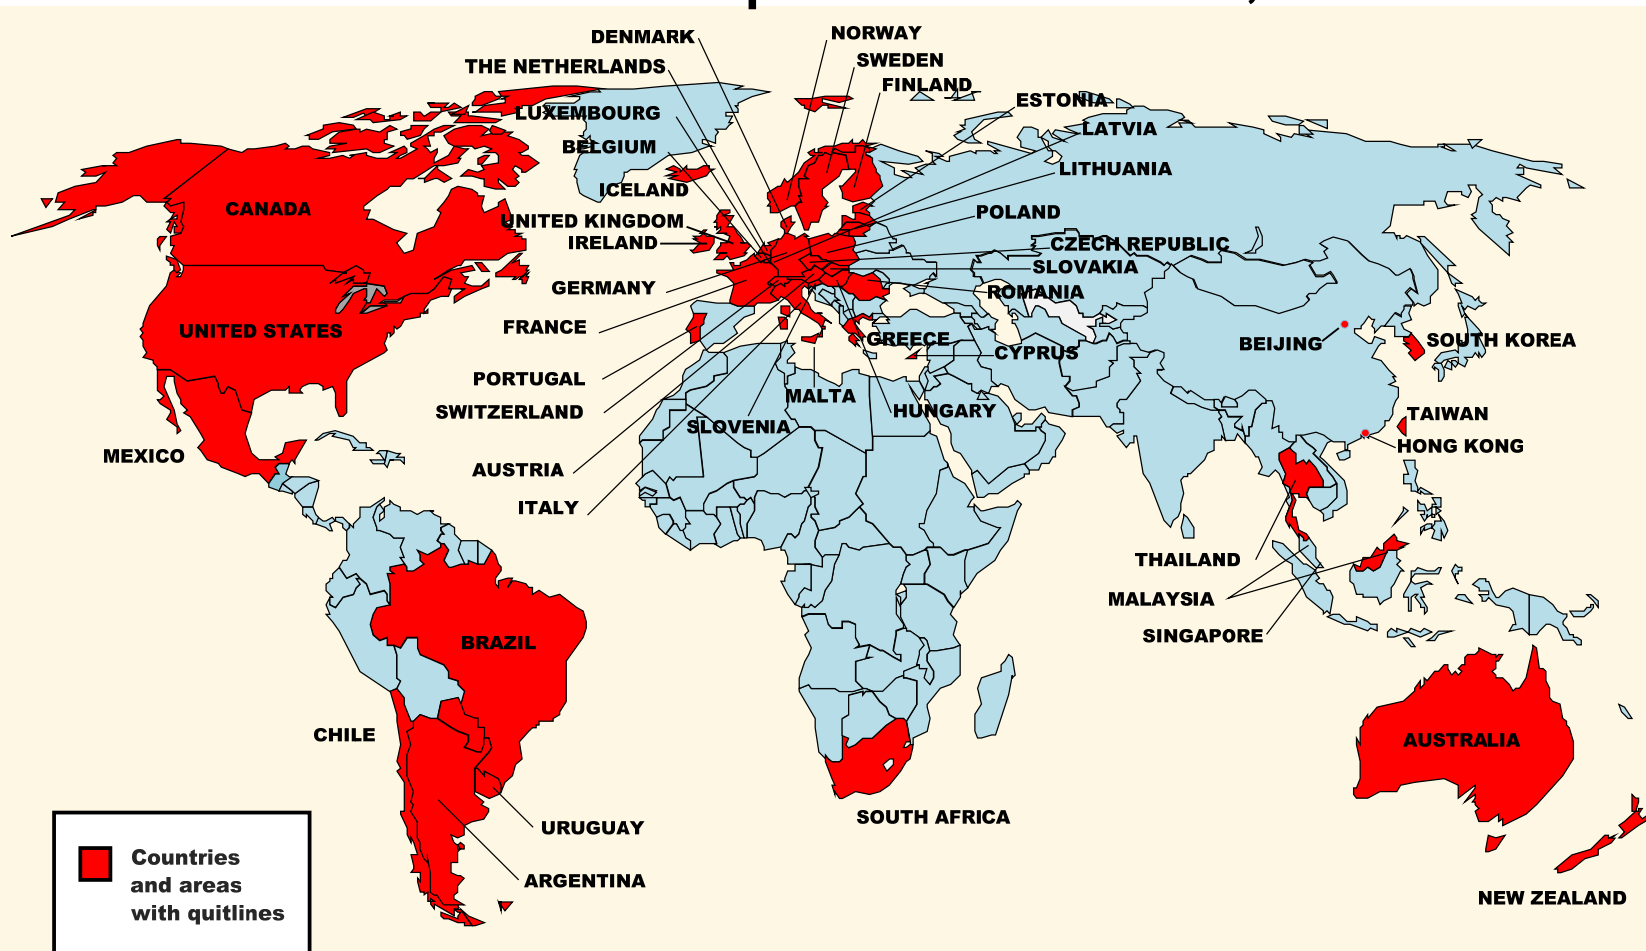 DENMARK
NORWAY
THE NETHERLANDS
SWEDEN
FINLAND
LUXEMBOURG
ESTONIA
BELGIUM
LATVIA
ICELAND
LITHUANIA
CANADA
UNITED KINGDOM
POLAND
IRELAND
CZECH REPUBLIC
SLOVAKIA
GERMANY
ROMANIA
UNITED STATES
FRANCE
GREECE
CYPRUS
BEIJING
SOUTH KOREA
PORTUGAL
MALTA
SWITZERLAND
HUNGARY
TAIWAN
SLOVENIA
HONG KONG
MEXICO
AUSTRIA
ITALY
THAILAND
MALAYSIA
SINGAPORE
BRAZIL
CHILE
AUSTRALIA
SOUTH AFRICA
URUGUAY
ARGENTINA
NEW ZEALAND
Countries
and areas
with quitlines